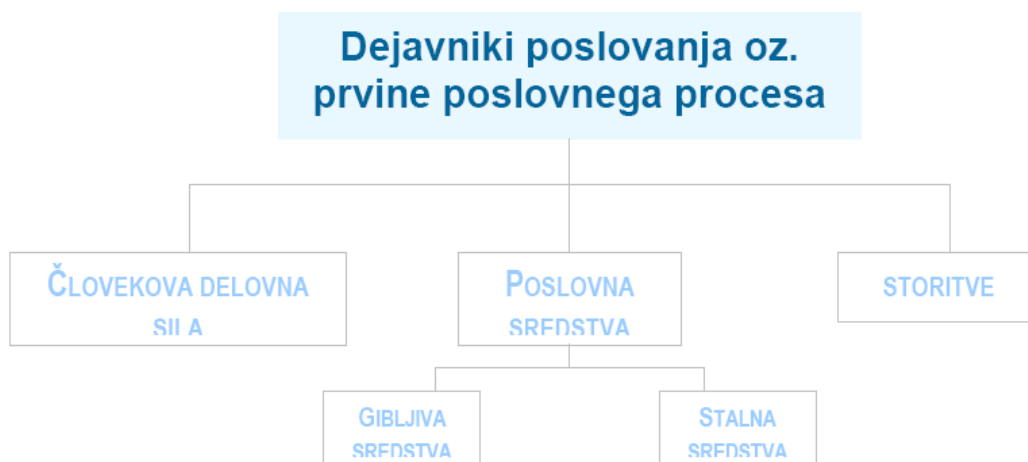 Dejavniki poslovanja oz.
prvine poslovnega procesa
ČLOVEKOVA DELOVNA
SILA
POSLOVNA
SREDSTVA
STORITVE
GIBLJIVA
SREDSTVA
STALNA
SREDSTVA